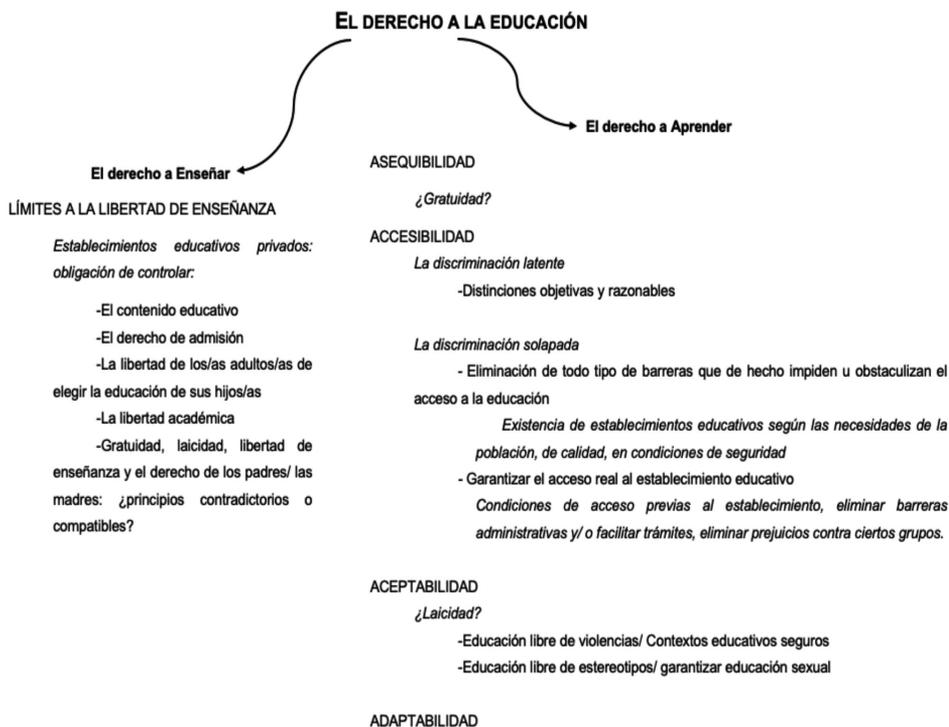 EL DERECHO A LA EDUCACIÓN
El derecho a Enseñar
LÍMITES A LA LIBERTAD DE ENSEÑANZA
Establecimientos educativos privados:
obligación de controlar:
-El contenido educativo
-El derecho de admisión
-La libertad de los/as adultos/as de
elegir la educación de sus hijos/as
-La libertad académica
-Gratuidad, laicidad, libertad de
enseñanza y el derecho de los padres/ las
madres: ¿principios contradictorios o
compatibles?
El derecho a Aprender
ASEQUIBILIDAD
¿Gratuidad?
ACCESIBILIDAD
La discriminación latente
-Distinciones objetivas y razonables
La discriminación solapada
- Eliminación de todo tipo de barreras que de hecho impiden u obstaculizan el
acceso a la educación
Existencia de establecimientos educativos según las necesidades de la
población, de calidad, en condiciones de seguridad
- Garantizar el acceso real al establecimiento educativo
Condiciones de acceso previas al establecimiento, eliminar barreras
administrativas y/ o facilitar trámites, eliminar prejuicios contra ciertos grupos.
ACEPTABILIDAD
¿Laicidad?
-Educación libre de violencias/ Contextos educativos seguros
-Educación libre de estereotipos/ garantizar educación sexual
ADAPTABILIDAD